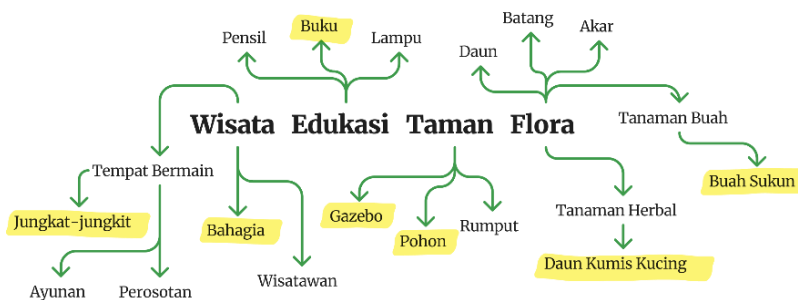 Pensil
Buku
Lampu
Daun
Batang
Akar
Wisata Edukasi Taman Flora
Tanaman Buah
Tempat Bermain
Buah Sukun
Jungkat-jungkit
Bahagia
Gazebo
Pohon
Rumput
Tanaman Herbal
Daun Kumis Kucing
Ayunan
Perosotan
Wisatawan